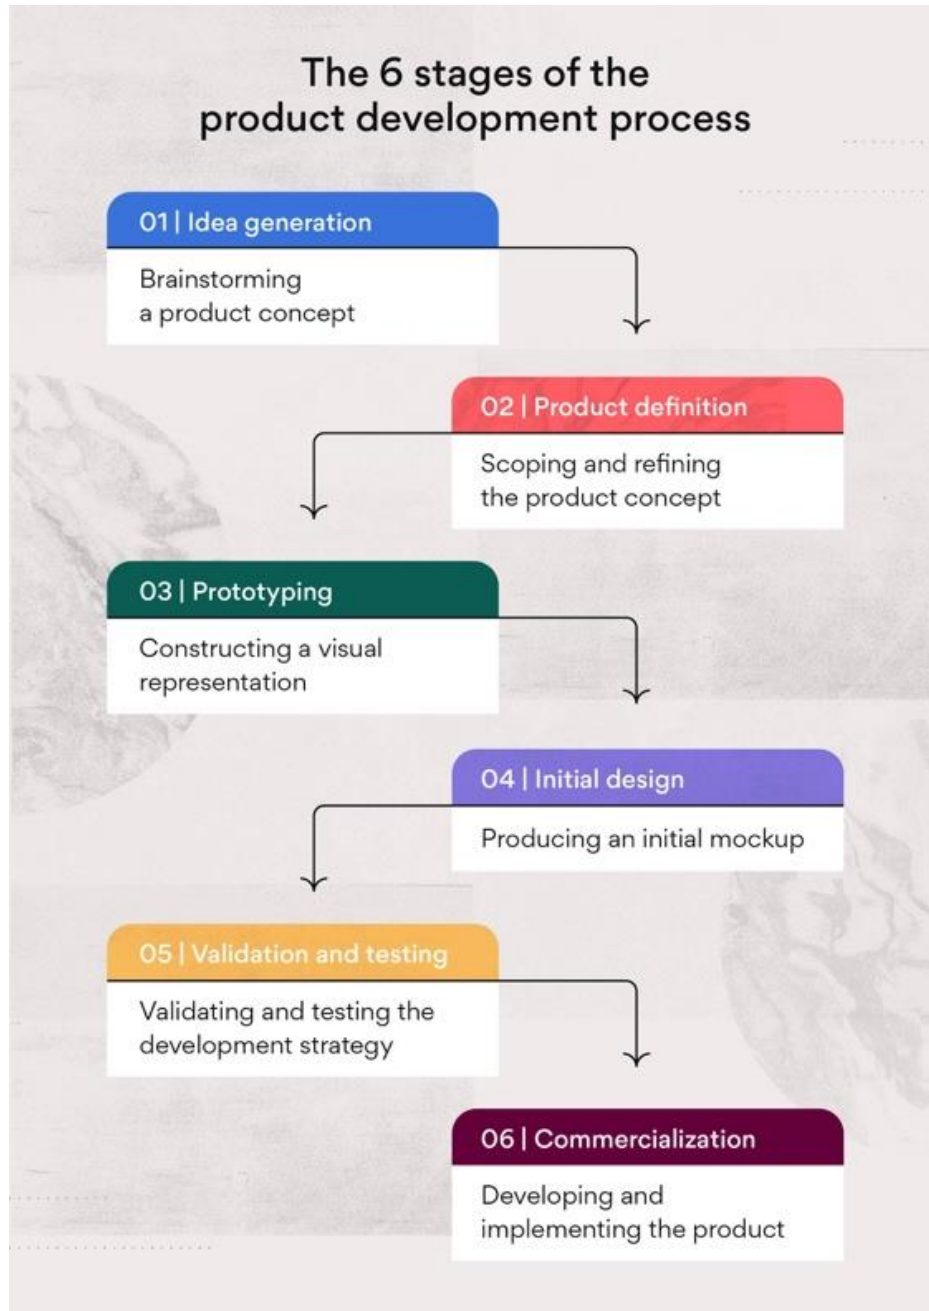 The 6 stages of the
product development process
01 | Idea generation
Brainstorming
a product concept
02 | Product definition
Scoping and refining
the product concept
03 | Prototyping
Constructing a visual
representation
04 | Initial design
Producing an initial mockup
05 | Validation and testing
Validating and testing the
development strategy
06 | Commercialization
Developing and
implementing the product